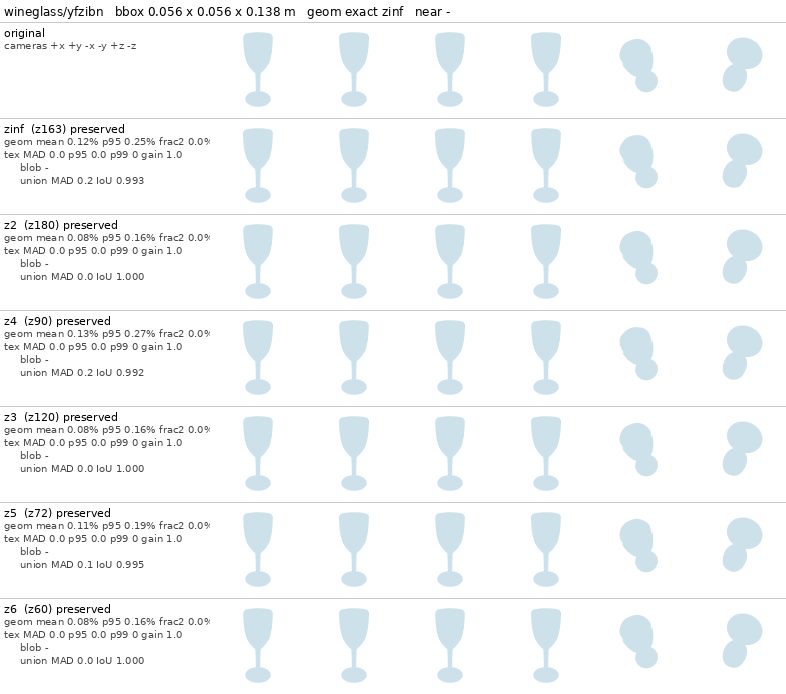 wineglass/yfzibn bbox 0.056 x 0.056 x 0.138 m geom exact zinf near -
original
cameras +x +y -x -y +z -z
zinf (z163) preserved
geom mean 0.12% p95 0.25% frac2 0.0%
tex MAD 0.0 p95 0.0 p99 0 gain 1.0
blob -
union MAD 0.2 IoU 0.993
z2 (z180) preserved
geom mean 0.08% p95 0.16% frac2 0.0%
tex MAD 0.0 p95 0.0 p99 0 gain 1.0
blob -
union MAD 0.0 IoU 1.000
z4 (z90) preserved
geom mean 0.13% p95 0.27% frac2 0.0%
tex MAD 0.0 p95 0.0 p99 0 gain 1.0
blob -
union MAD 0.2 IoU 0.992
z3 (z120) preserved
geom mean 0.08% p95 0.16% frac2 0.0%
tex MAD 0.0 p95 0.0 p99 0 gain 1.0
blob -
union MAD 0.0 IoU 1.000
z5 (z72) preserved
geom mean 0.11% p95 0.19% frac2 0.0%
tex MAD 0.0 p95 0.0 p99 0 gain 1.0
blob -
union MAD 0.1 IoU 0.995
z6 (z60) preserved
geom mean 0.08% p95 0.16% frac2 0.0%
tex MAD 0.0 p95 0.0 p99 0 gain 1.0
blob -
union MAD 0.0 IoU 1.000